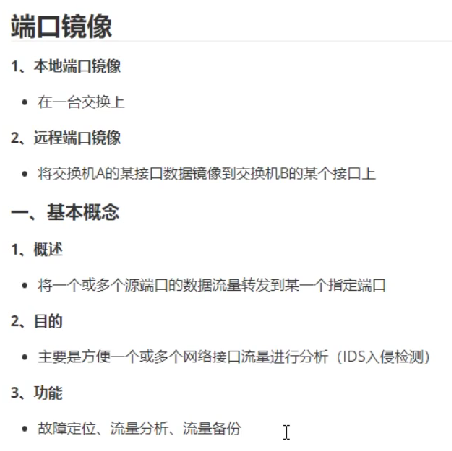 端口镜像
1、本地端口镜像
在一台交换上
2、远程端口镜像
将交换机A的某接口数据镜像到交换机B的某个接口上
一、基本概念
1、概述
将一个或多个源端口的数据流量转发到某一个指定端口
2、目的
主要是方便一个或多个网络接口流量进行分析（IDS入侵检测）
3、功能
故障定位、流量分析、流量备份